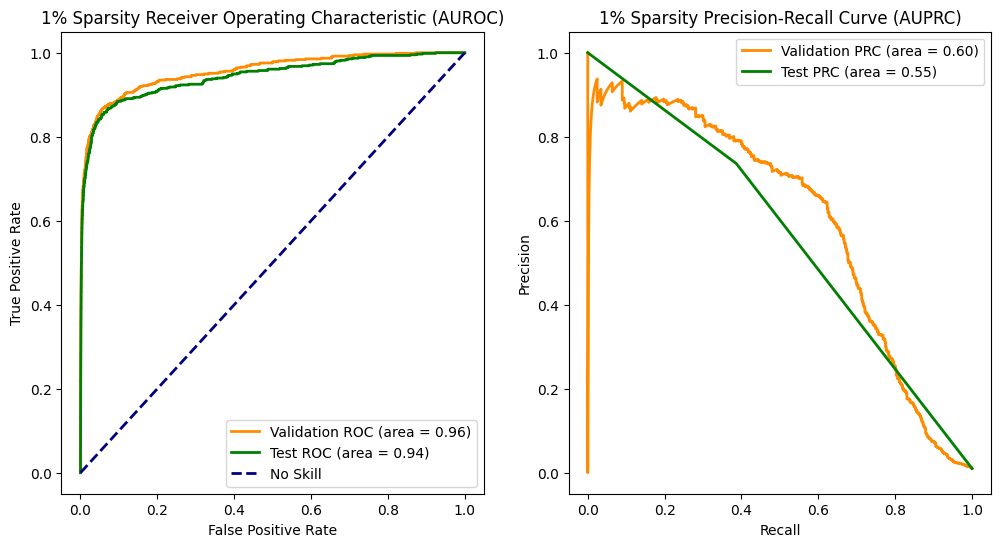 1% Sparsity Receiver Operating Characteristic (AUROC)
1.0
0.8
0.6
0.4
0.2
0.0
True Positive Rate
Validation ROC (area = 0.96)
Test ROC (area = 0.94)
No Skill
0.0 0.2 0.4 0.6 0.8 1.0
False Positive Rate
1% Sparsity Precision-Recall Curve (AUPRC)
Validation PRC (area = 0.60)
Test PRC (area = 0.55)
1.0
0.8
0.6
0.4
0.2
0.0
Precision
0.0 0.2 0.4 0.6 0.8 1.0
Recall